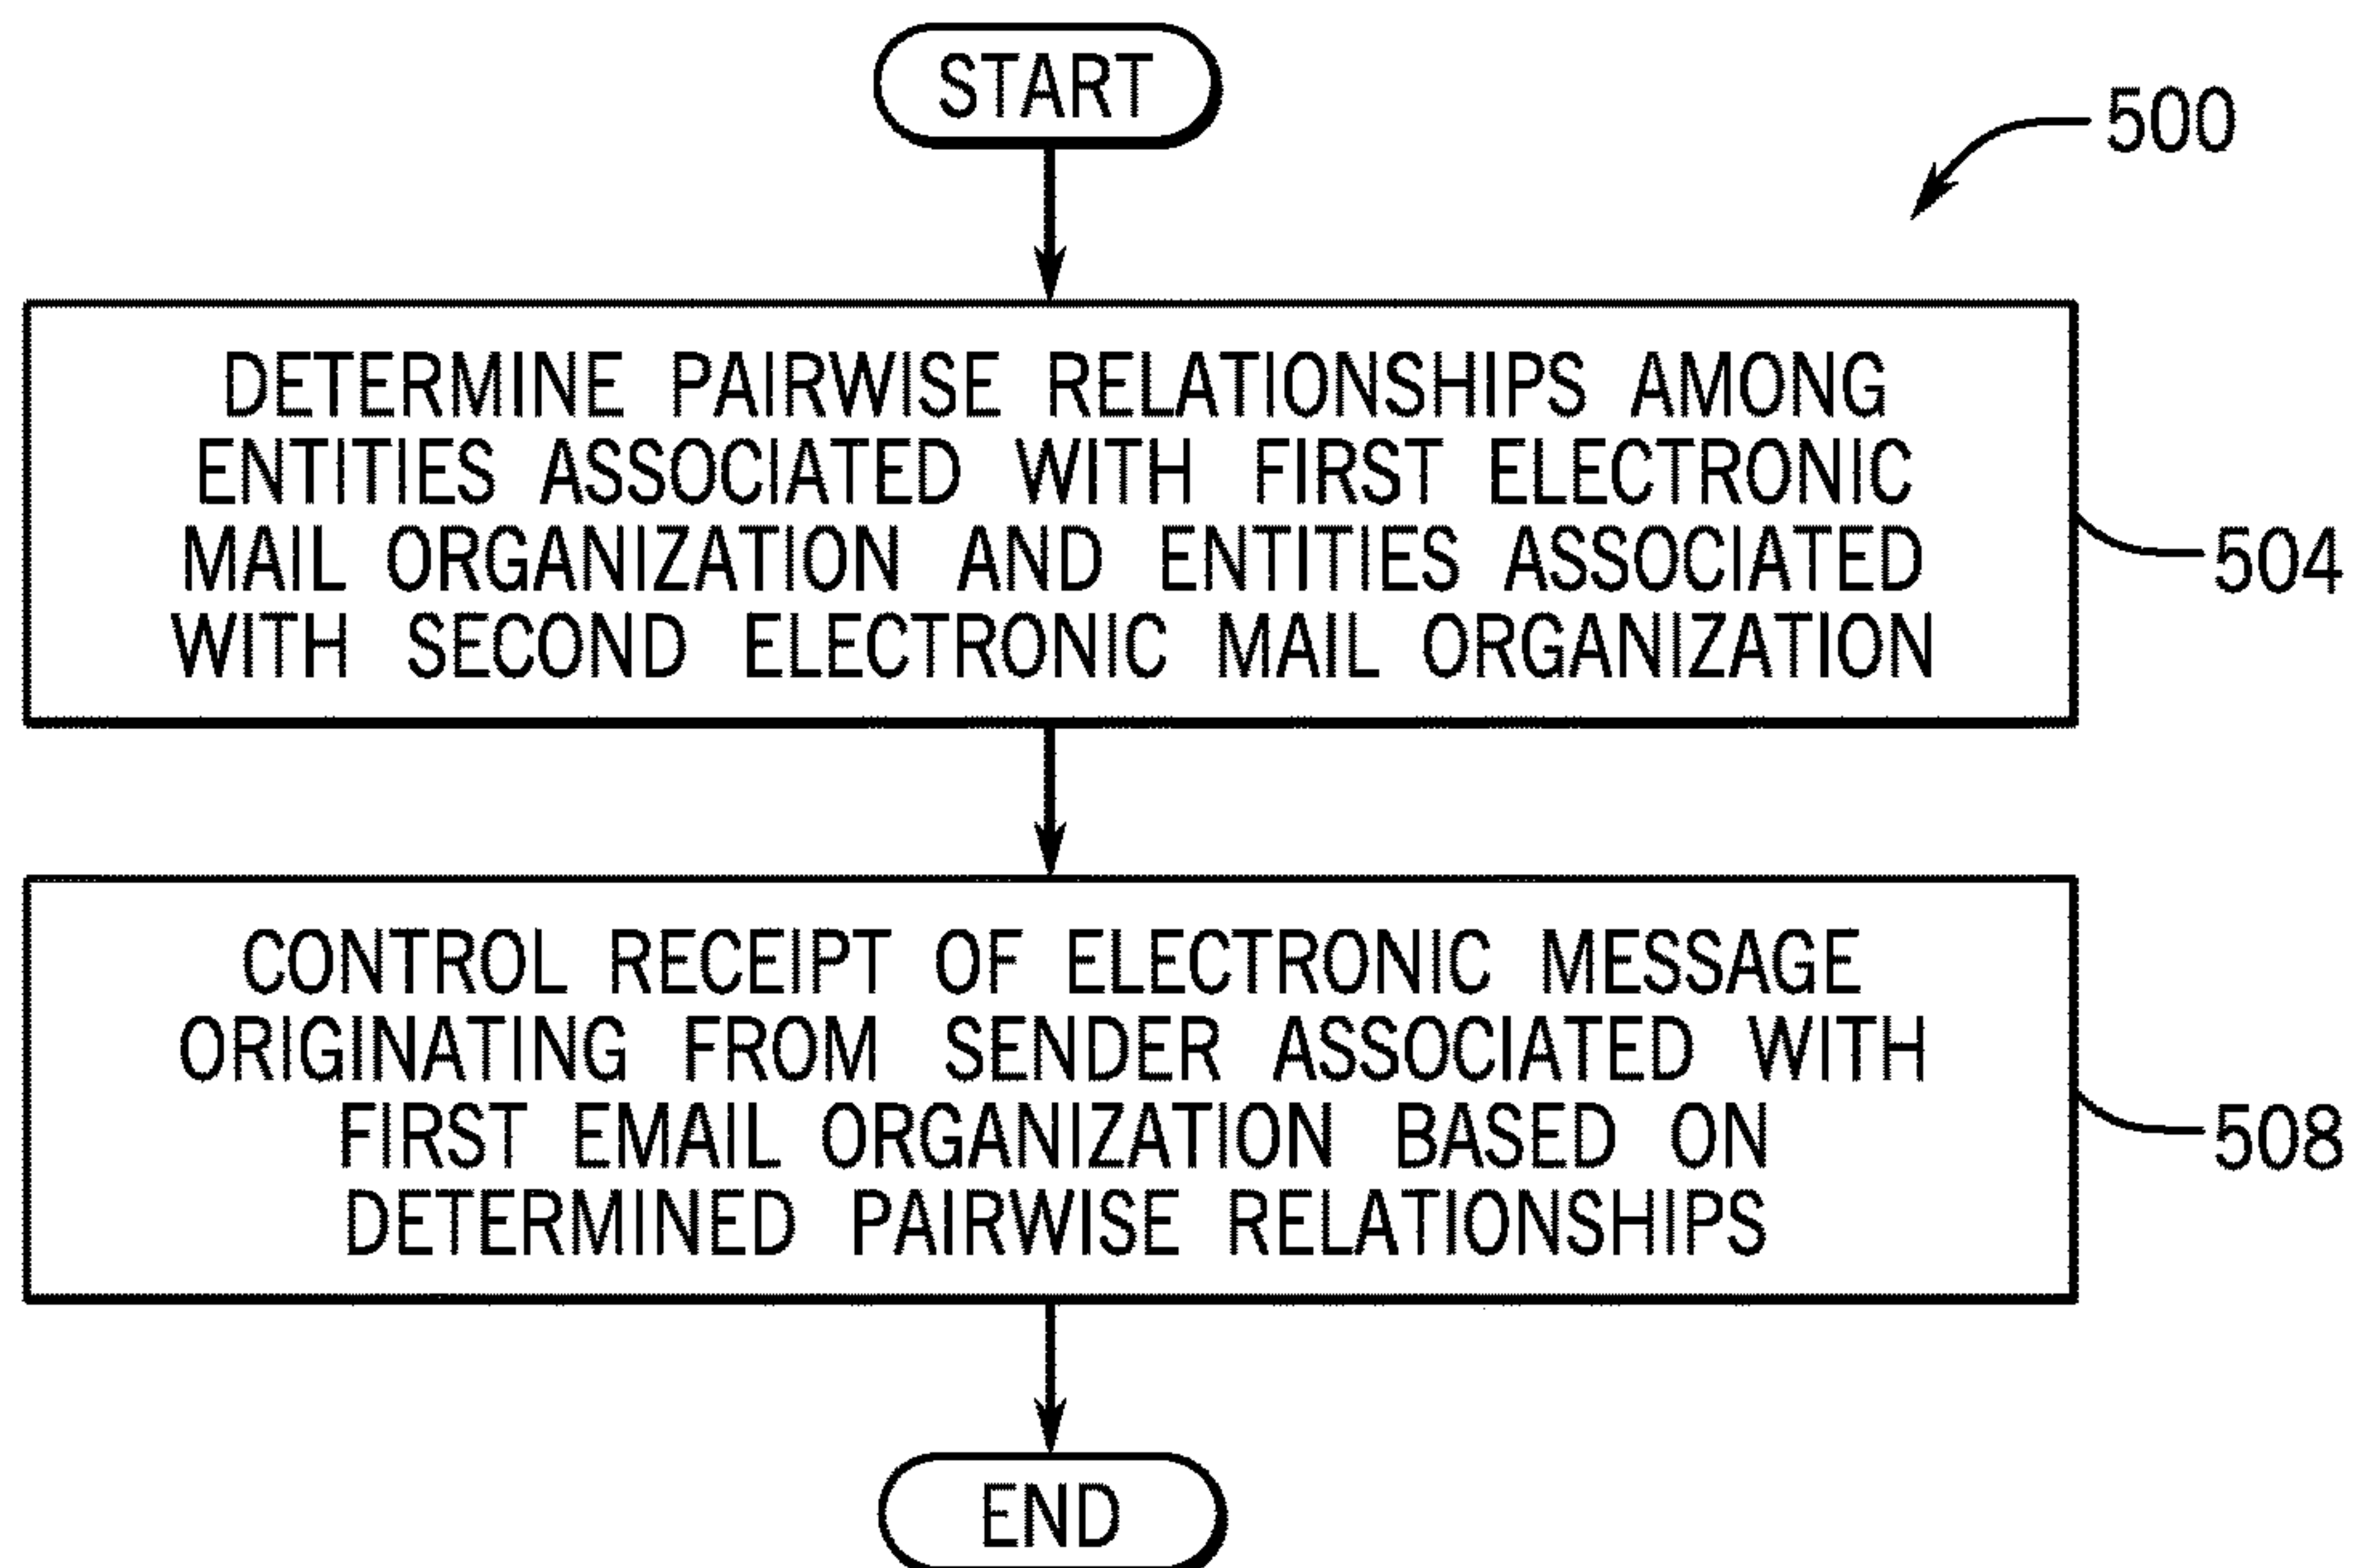 START
500
DETERMINE PAIRWISE RELATIONSHIPS AMONG
ENTITIES ASSOCIATED WITH FIRST ELECTRONIC
MAIL ORGANIZATION AND ENTITIES ASSOCIATED
WITH SECOND ELECTRONIC MAIL ORGANIZATION
504
CONTROL RECEIPT OF ELECTRONIC MESSAGE
ORIGINATING FROM SENDER ASSOCIATED WITH
FIRST EMAIL ORGANIZATION BASED ON
DETERMINED PAIRWISE RELATIONSHIPS
508
END